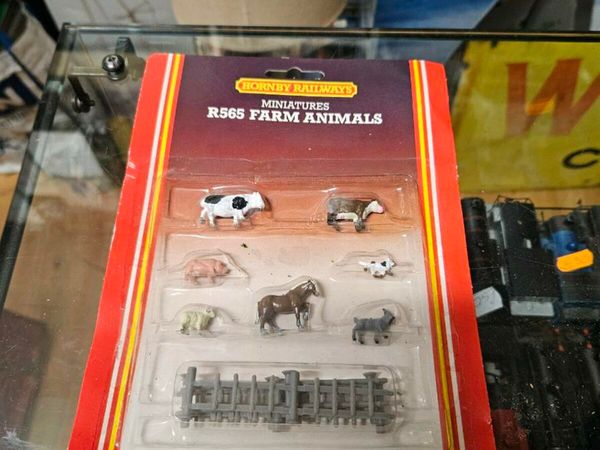 HORNBY RAILWAYS
MINIATURES
R565 FARM ANIMALS
W
C